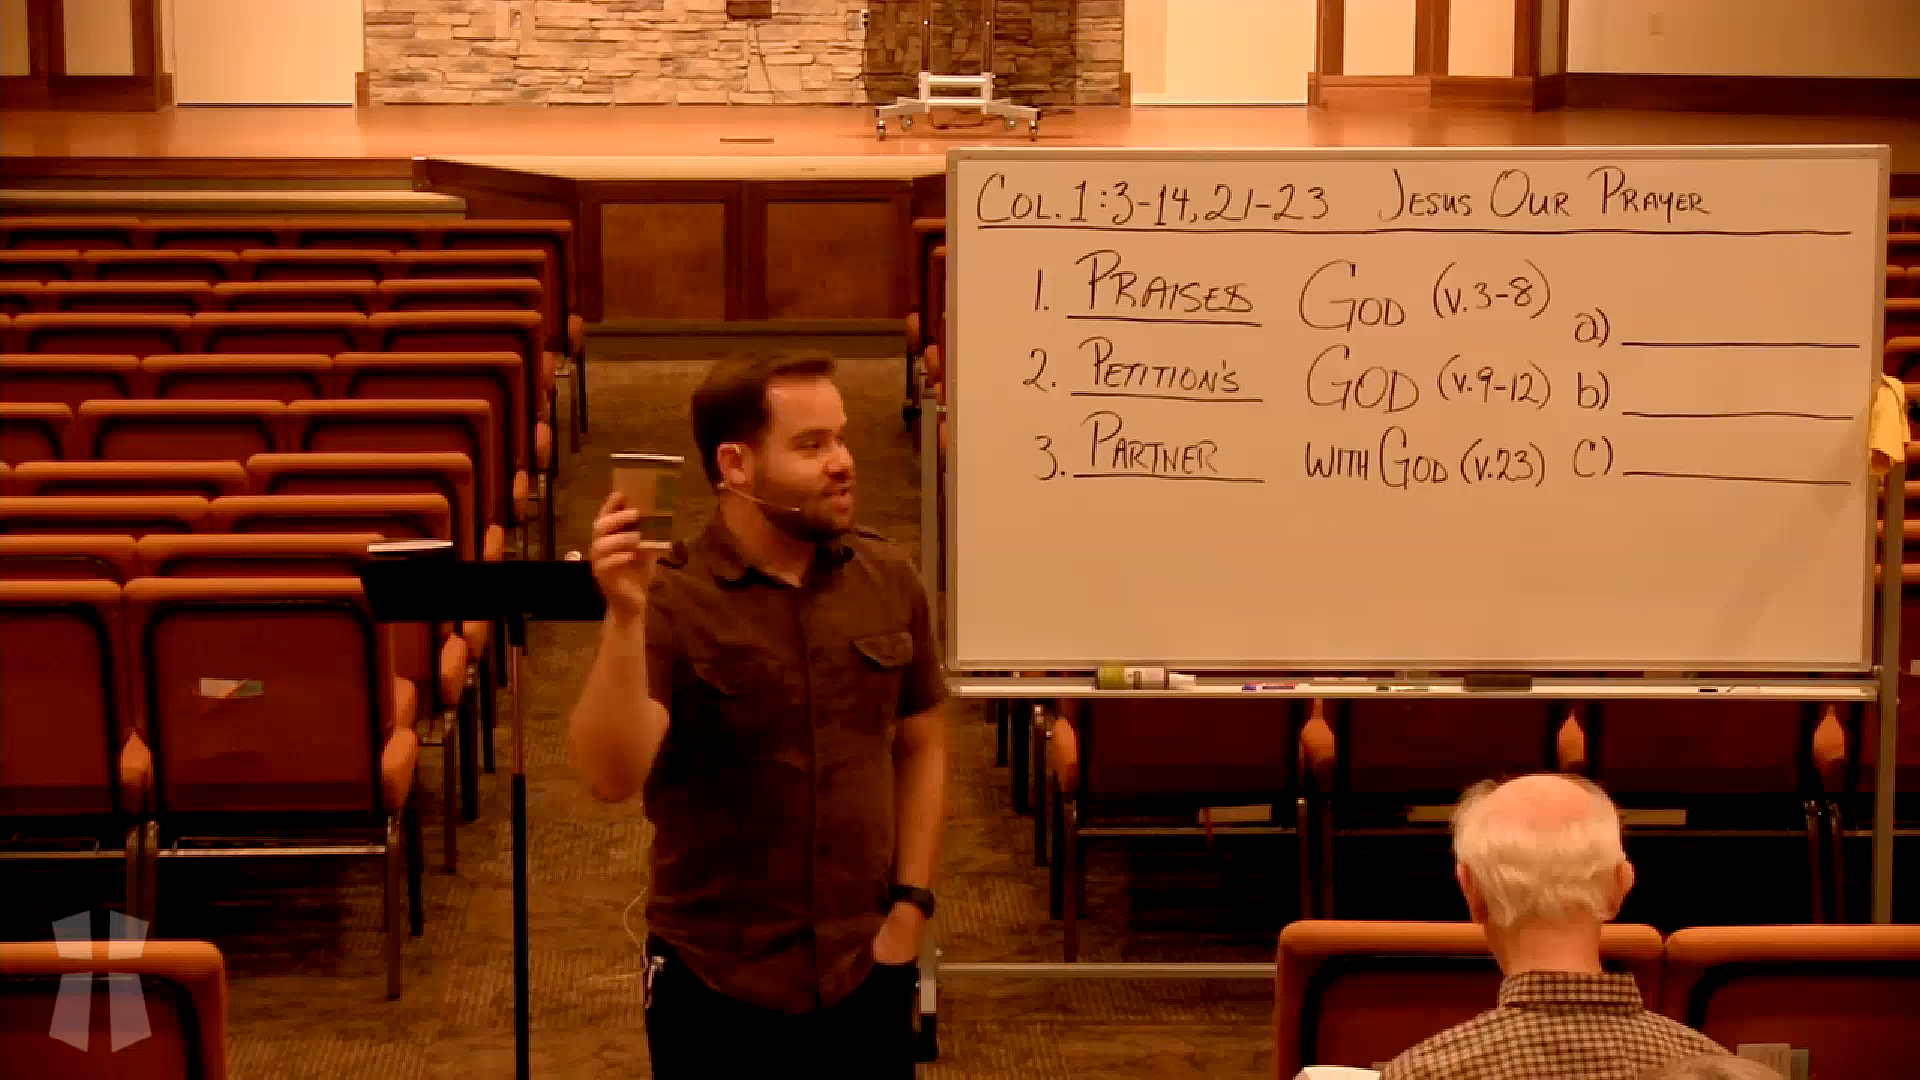 COL. 1:3-14, 21-23 JESUS OUR PRAYER
1. PRAISES GOD (V.3-8) a)
2. PETITION'S GOD (V.9-12) b)
3. PARTNER WITH GOD (V.23) C)